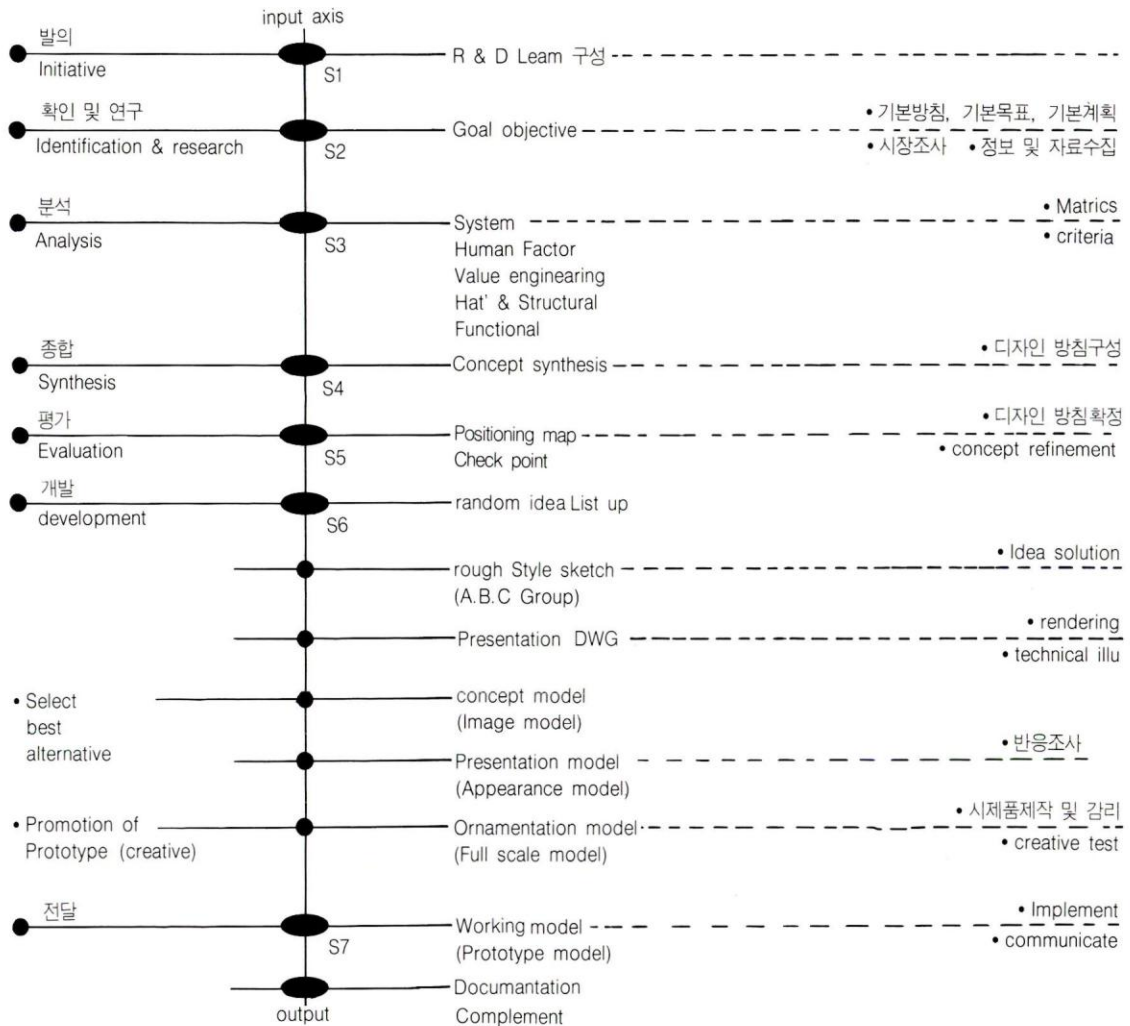 input axis
발의
Initiative
S1
R & D Leam 구성
확인 및 연구
Identification & research
S2
Goal objective
• 기본방침, 기본목표, 기본계획
• 시장조사 • 정보 및 자료수집
분석
Analysis
S3
System
Human Factor
Value enginearing
Hat' & Structural
Functional
• Matrics
• criteria
종합
Synthesis
S4
Concept synthesis
• 디자인 방침구성
평가
Evaluation
S5
Positioning map
Check point
• 디자인 방침확정
• concept refinement
개발
development
S6
random idea List up
rough Style sketch
(A.B.C Group)
• Idea solution
Presentation DWG
• rendering
• technical illu
• Select
best
alternative
concept model
(Image model)
Presentation model
(Appearance model)
• 반응조사
• Promotion of
Prototype (creative)
Ornamentation model
(Full scale model)
• 시제품제작 및 감리
• creative test
전달
S7
Working model
(Prototype model)
• Implement
• communicate
output
Documantation
Complement